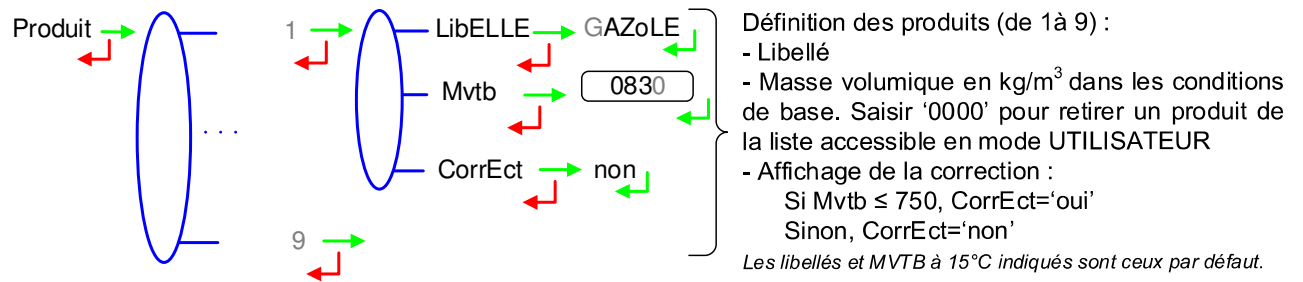 Produit
1
LibELLE
GAZoLE
Mvtb
0830
. . .
CorrEct
non
9
Définition des produits (de 1à 9) :
- Libellé
- Masse volumique en kg/m³ dans les conditions
de base. Saisir ‘0000’ pour retirer un produit de
la liste accessible en mode UTILISATEUR
- Affichage de la correction :
Si Mvtb ≤ 750, CorrEct=‘oui’
Sinon, CorrEct=‘non’
Les libellés et MVTB à 15°C indiqués sont ceux par défaut.